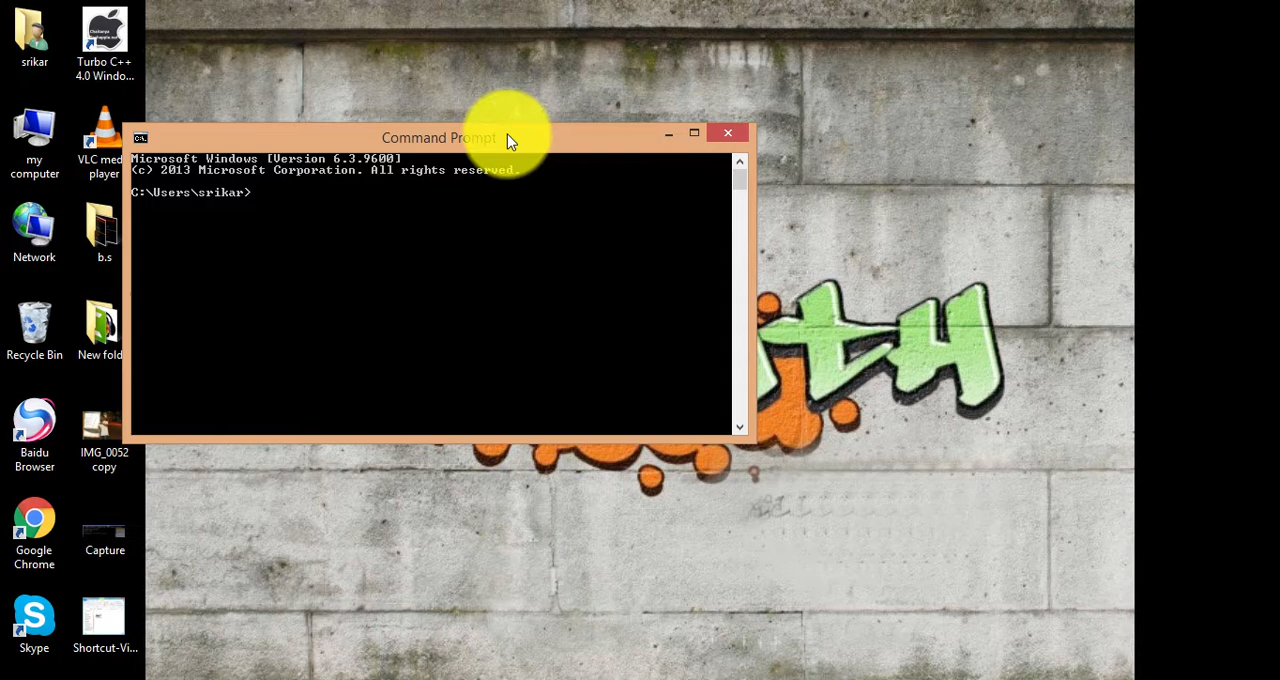 srikar
Turbo C++
4.0 Windo...
my
computer
VLC med
player
Network
b.s
Recycle Bin
New fold
Baidu
Browser
IMG_0052
copy
Google
Chrome
Capture
Skype
Shortcut-Vi...
Command Prompt
Microsoft Windows [Version 6.3.9600]
(c) 2013 Microsoft Corporation. All rights reserved.
C:\Users\srikar>
ty